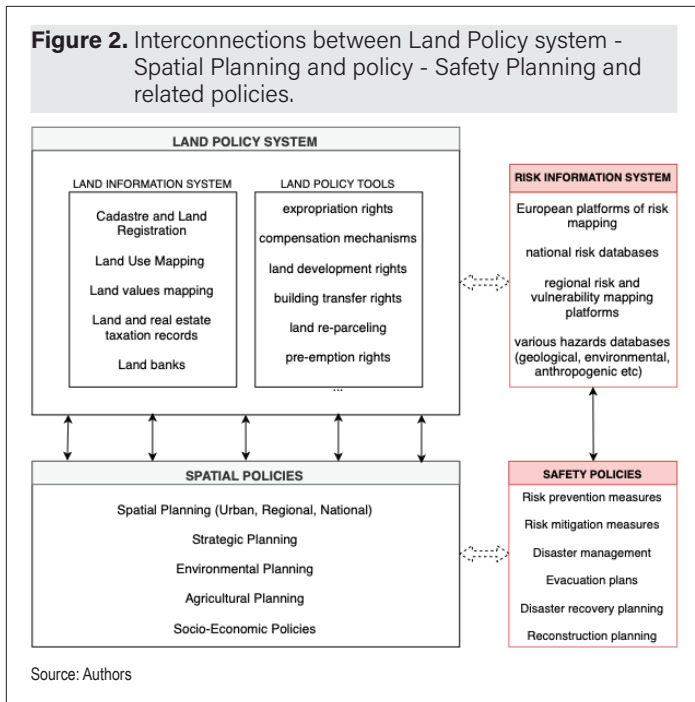 Figure 2. Interconnections between Land Policy system -
Spatial Planning and policy - Safety Planning and
related policies.
LAND POLICY SYSTEM
LAND INFORMATION SYSTEM
Cadastre and Land
Registration
Land Use Mapping
Land values mapping
Land and real estate
taxation records
Land banks
LAND POLICY TOOLS
expropriation rights
compensation mechanisms
land development rights
building transfer rights
land re-parceling
pre-emption rights
...
RISK INFORMATION SYSTEM
European platforms of risk
mapping
national risk databases
regional risk and
vulnerability mapping
platforms
various hazards databases
(geological, environmental,
anthropogenic etc)
SPATIAL POLICIES
Spatial Planning (Urban, Regional, National)
Strategic Planning
Environmental Planning
Agricultural Planning
Socio-Economic Policies
SAFETY POLICIES
Risk prevention measures
Risk mitigation measures
Disaster management
Evacuation plans
Disaster recovery planning
Reconstruction planning
Source: Authors